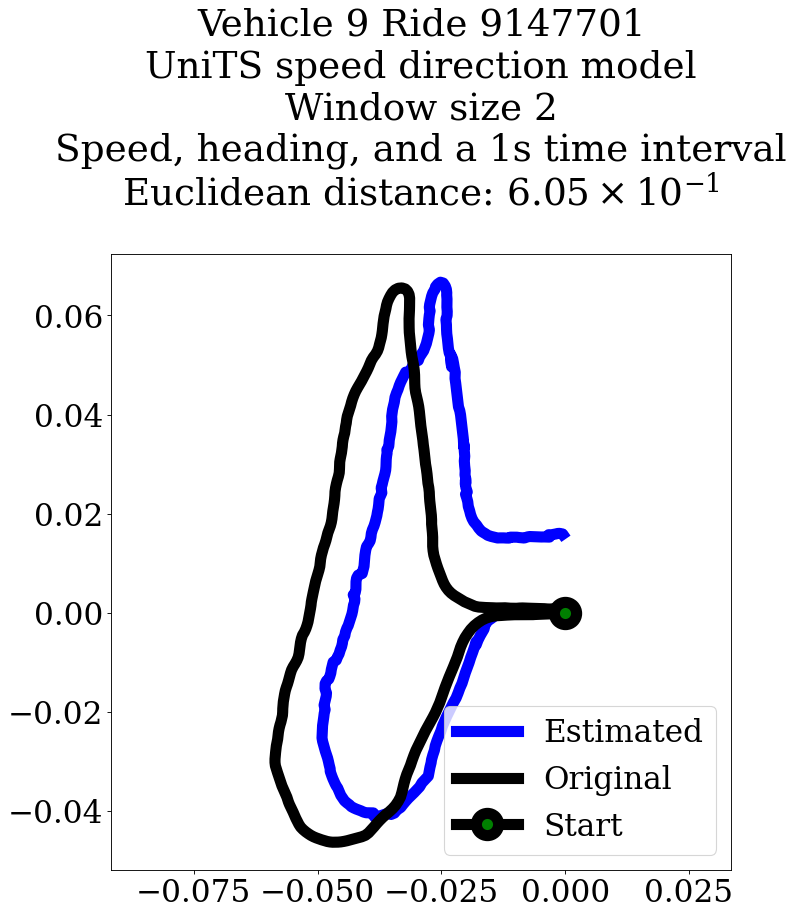 Vehicle 9 Ride 9147701
UniTS speed direction model
Window size 2
Speed, heading, and a 1s time interval
Euclidean distance: 6.05 × 10⁻¹
0.06
0.04
0.02
0.00
−0.02
−0.04
Estimated
Original
Start
−0.075 −0.050 −0.025 0.000 0.025